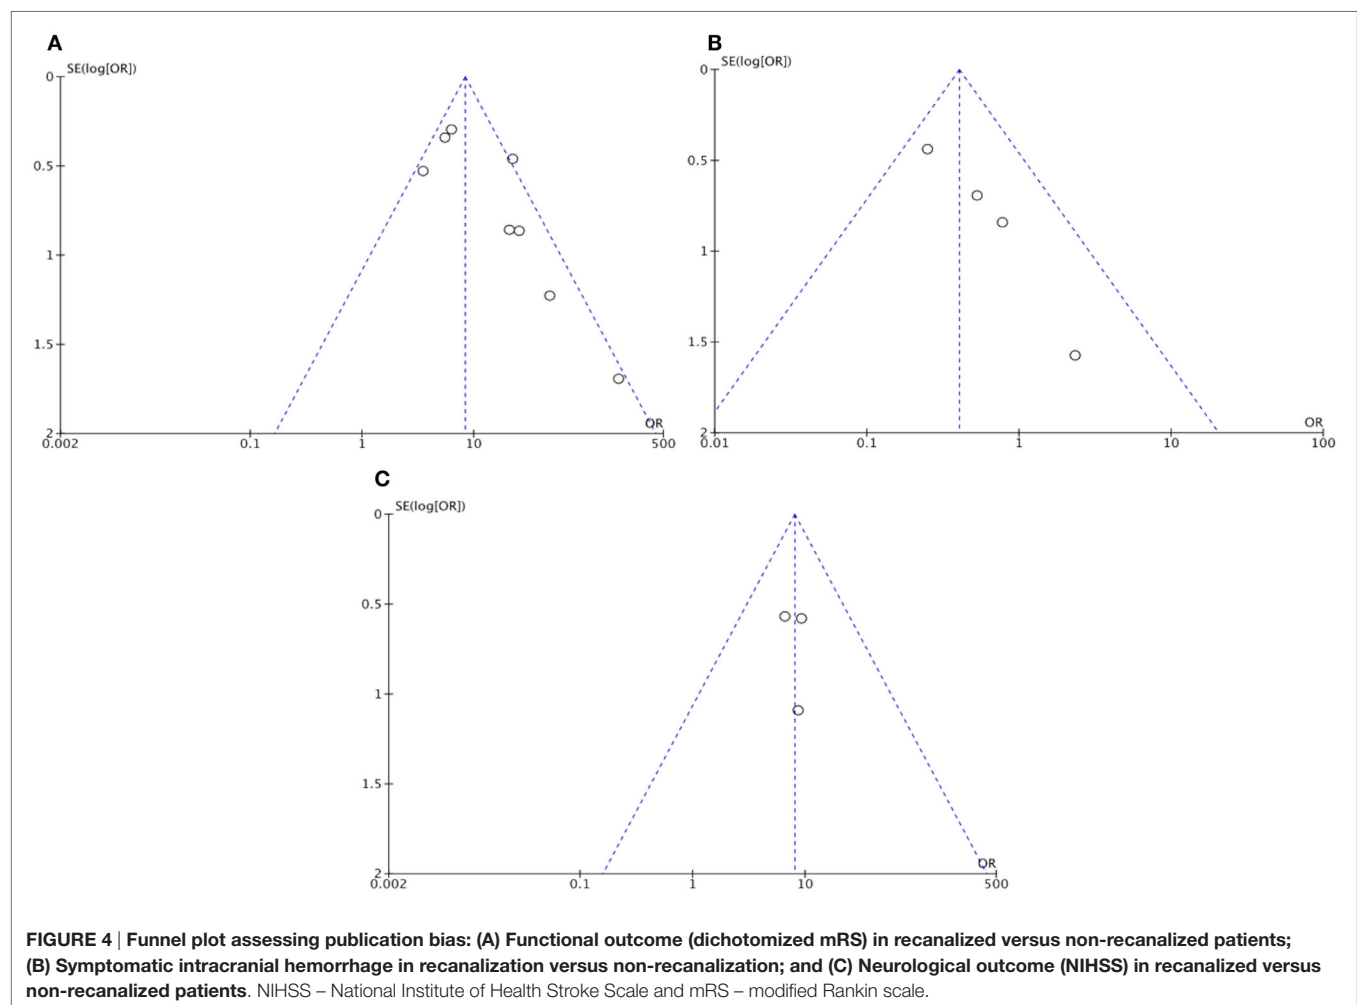 A
SE(log[OR])
0
0.5
1
1.5
2
0.002
0.1
1
10
500
OR
B
SE(log[OR])
0
0.5
1
1.5
2
0.01
0.1
1
10
100
OR
C
SE(log[OR])
0
0.5
1
1.5
2
0.002
0.1
1
10
500
OR
FIGURE 4 | Funnel plot assessing publication bias: (A) Functional outcome (dichotomized mRS) in recanalized versus non-recanalized patients;
(B) Symptomatic intracranial hemorrhage in recanalization versus non-recanalization; and (C) Neurological outcome (NIHSS) in recanalized versus
non-recanalized patients. NIHSS – National Institute of Health Stroke Scale and mRS – modified Rankin scale.